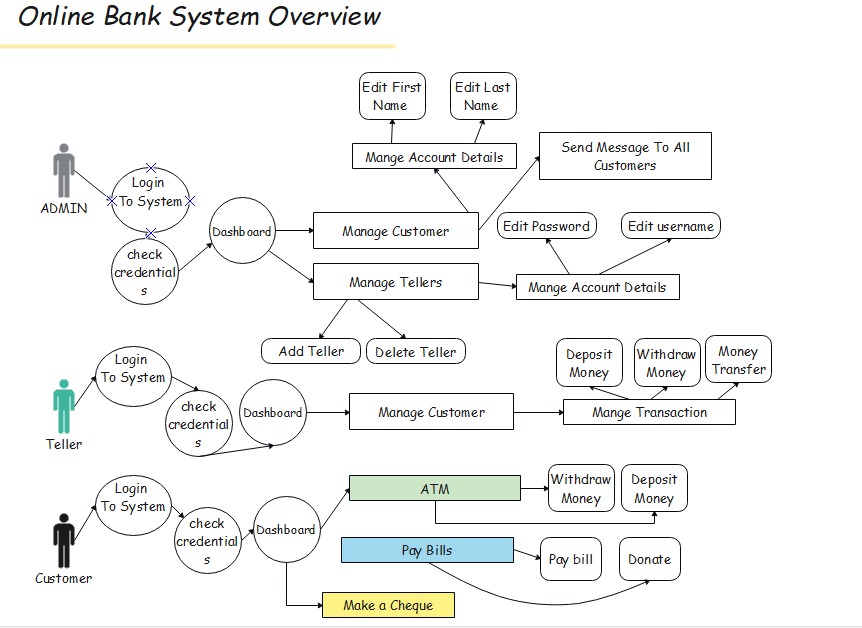 Online Bank System Overview
Edit First
Name
Edit Last
Name
Mange Account Details
Send Message To All
Customers
ADMIN
Login
To System
Dashboard
check
credential
s
Manage Customer
Edit Password
Edit username
Manage Tellers
Mange Account Details
Add Teller
Delete Teller
Teller
Login
To System
check
credential
s
Dashboard
Manage Customer
Mange Transaction
Deposit
Money
Withdraw
Money
Money
Transfer
Customer
Login
To System
check
credential
s
Dashboard
ATM
Withdraw
Money
Deposit
Money
Pay Bills
Pay bill
Donate
Make a Cheque